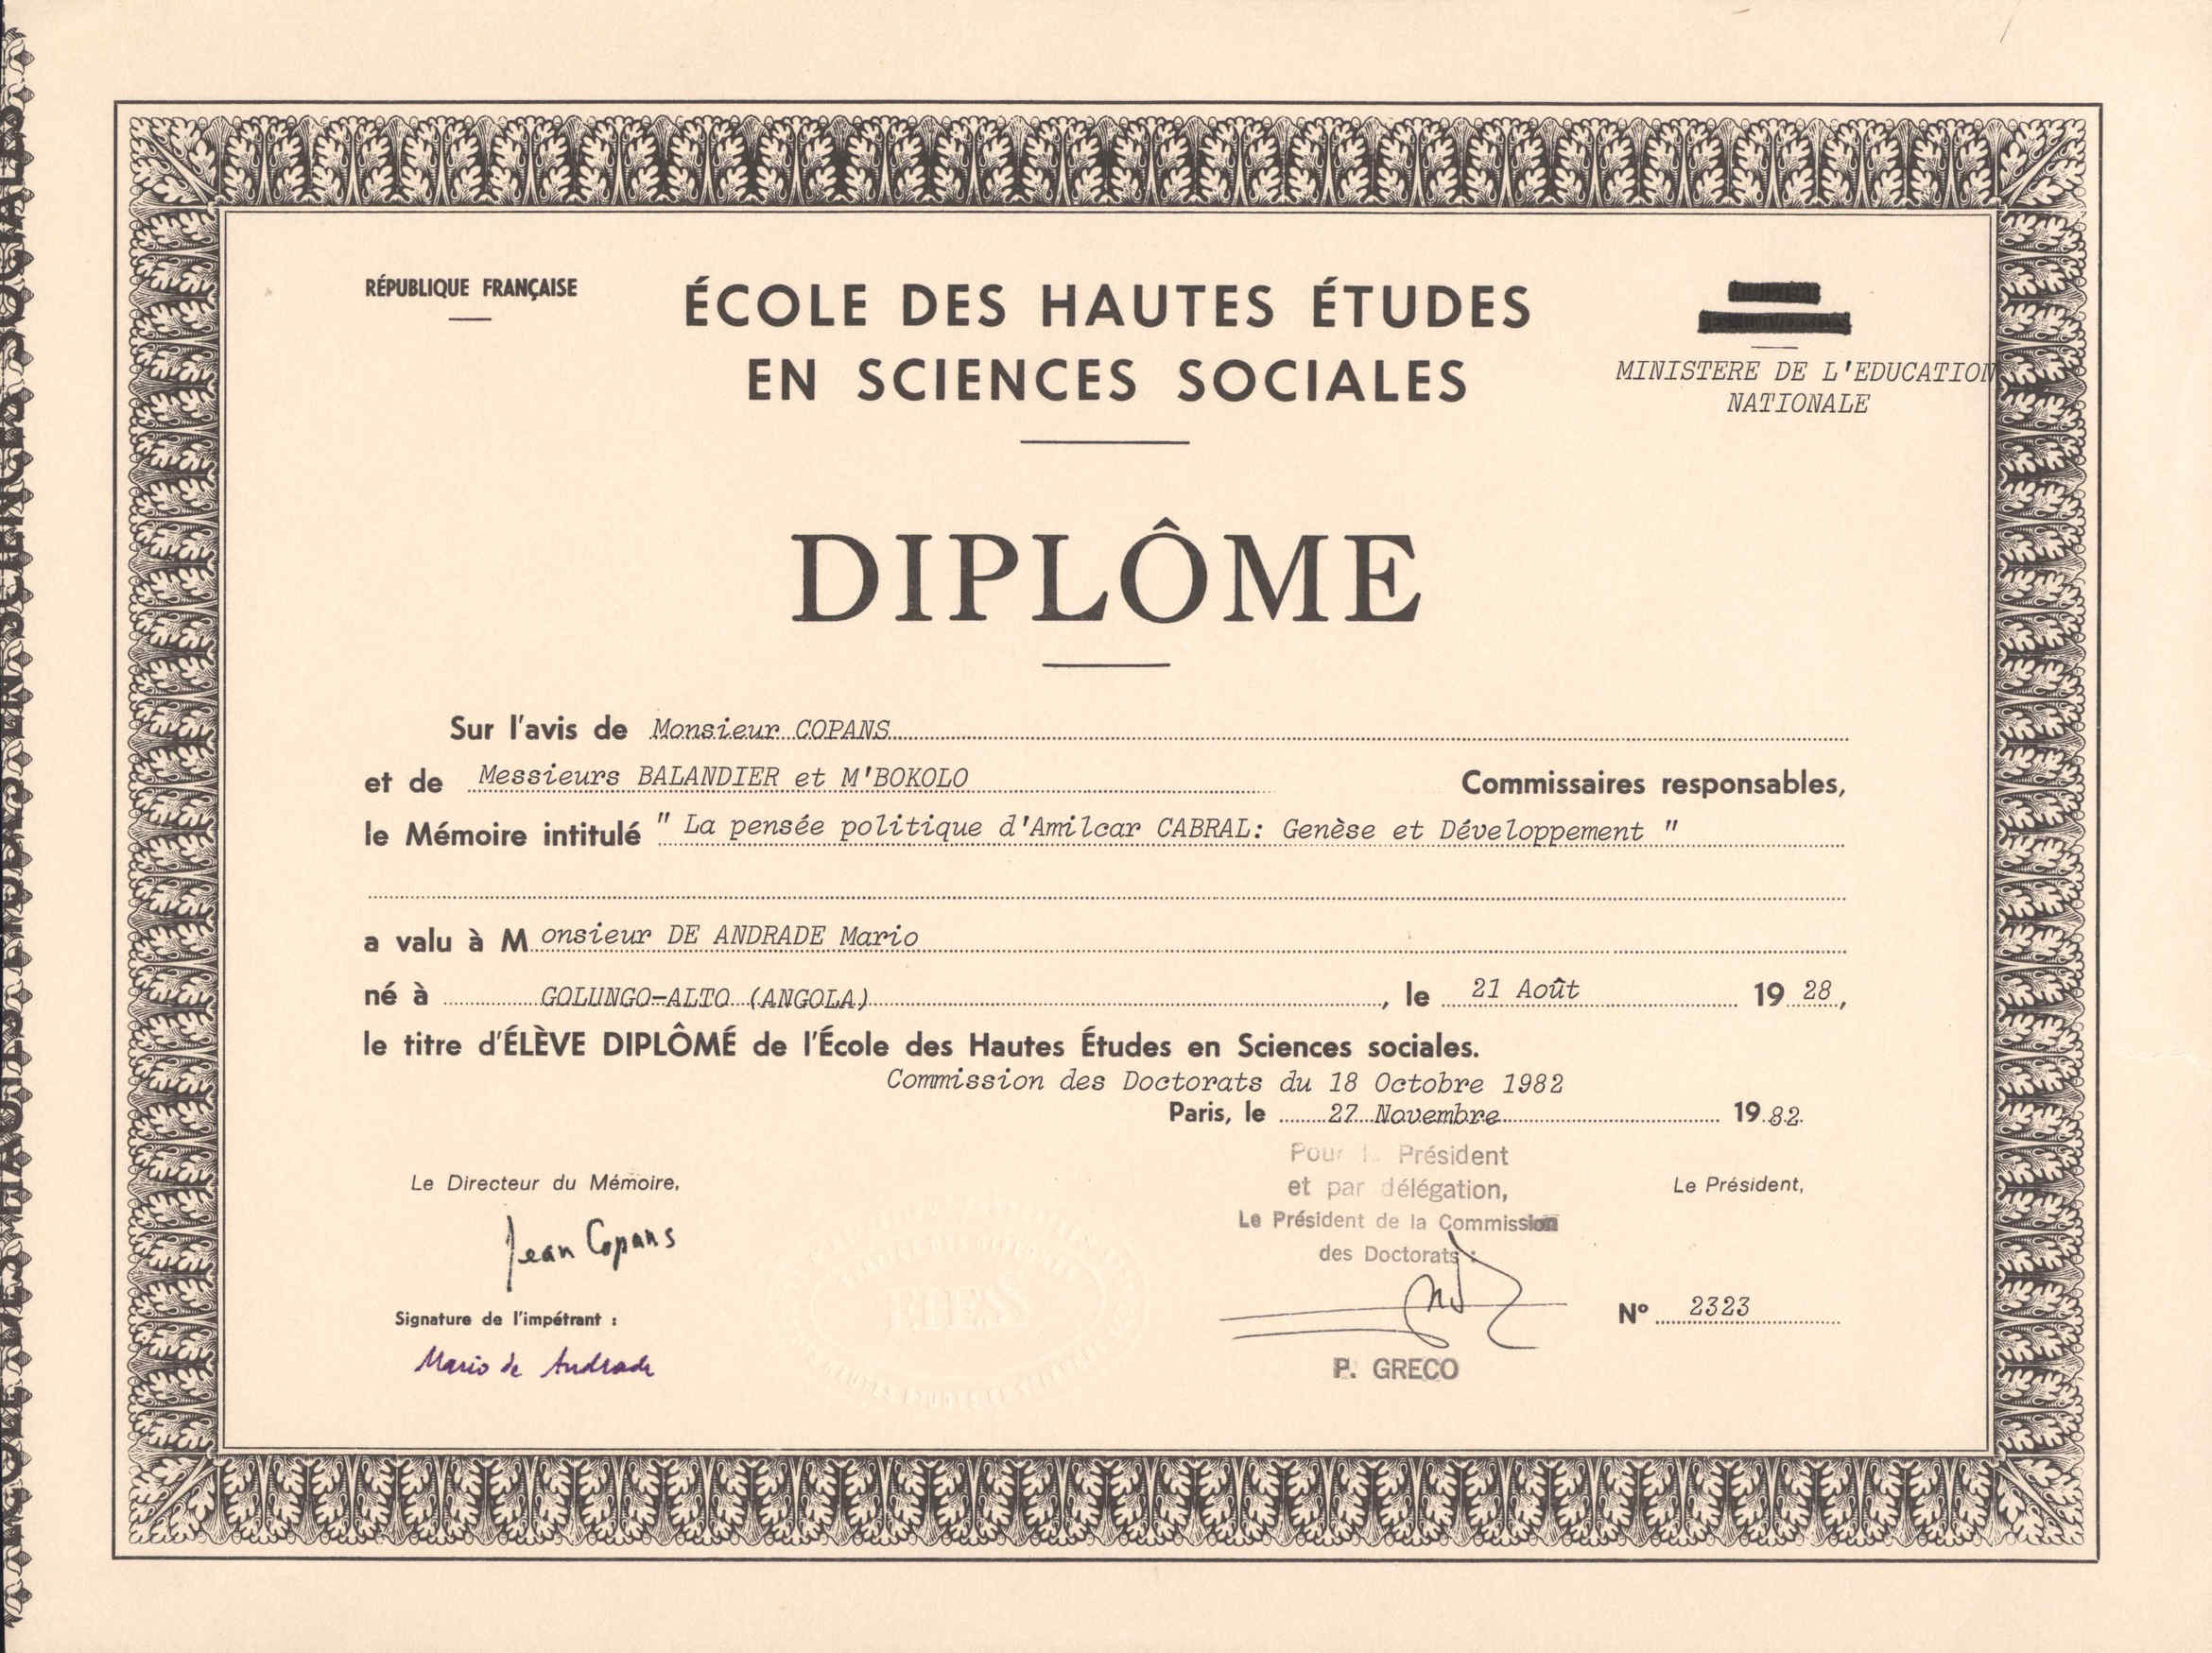 RÉPUBLIQUE FRANÇAISE
ÉCOLE DES HAUTES ÉTUDES
EN SCIENCES SOCIALES
MINISTERE DE L'EDUCATION
NATIONALE
DIPLÔME
Sur l'avis de Monsieur COPANS
et de Messieurs BALANDIER et M'BOKOLO Commissaires responsables,
le Mémoire intitulé " La pensée politique d'Amilcar CABRAL: Genèse et Développement "
a valu à Monsieur DE ANDRADE Mario
né à GOLUNGO-ALTO (ANGOLA), le 21 Août 1928,
le titre d'ÉLÈVE DIPLÔMÉ de l'École des Hautes Études en Sciences sociales.
Commission des Doctorats du 18 Octobre 1982
Paris, le 27 Novembre 1982
Pour l Président
et par délégation,
Le Président de la Commission
des Doctorats :
P. GRECO
Le Directeur du Mémoire,
Jean Copans
Signature de l'impétrant :
Mario de Andrade
Le Président,
Nº 2323